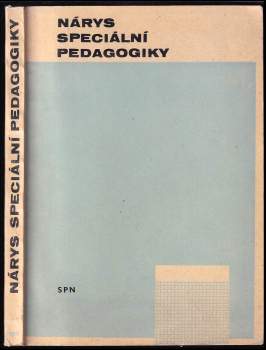 NÁRYS SPECIÁLNÍ PEDAGOGIKY
NÁRYS
SPECIÁLNÍ
PEDAGOGIKY
SPN